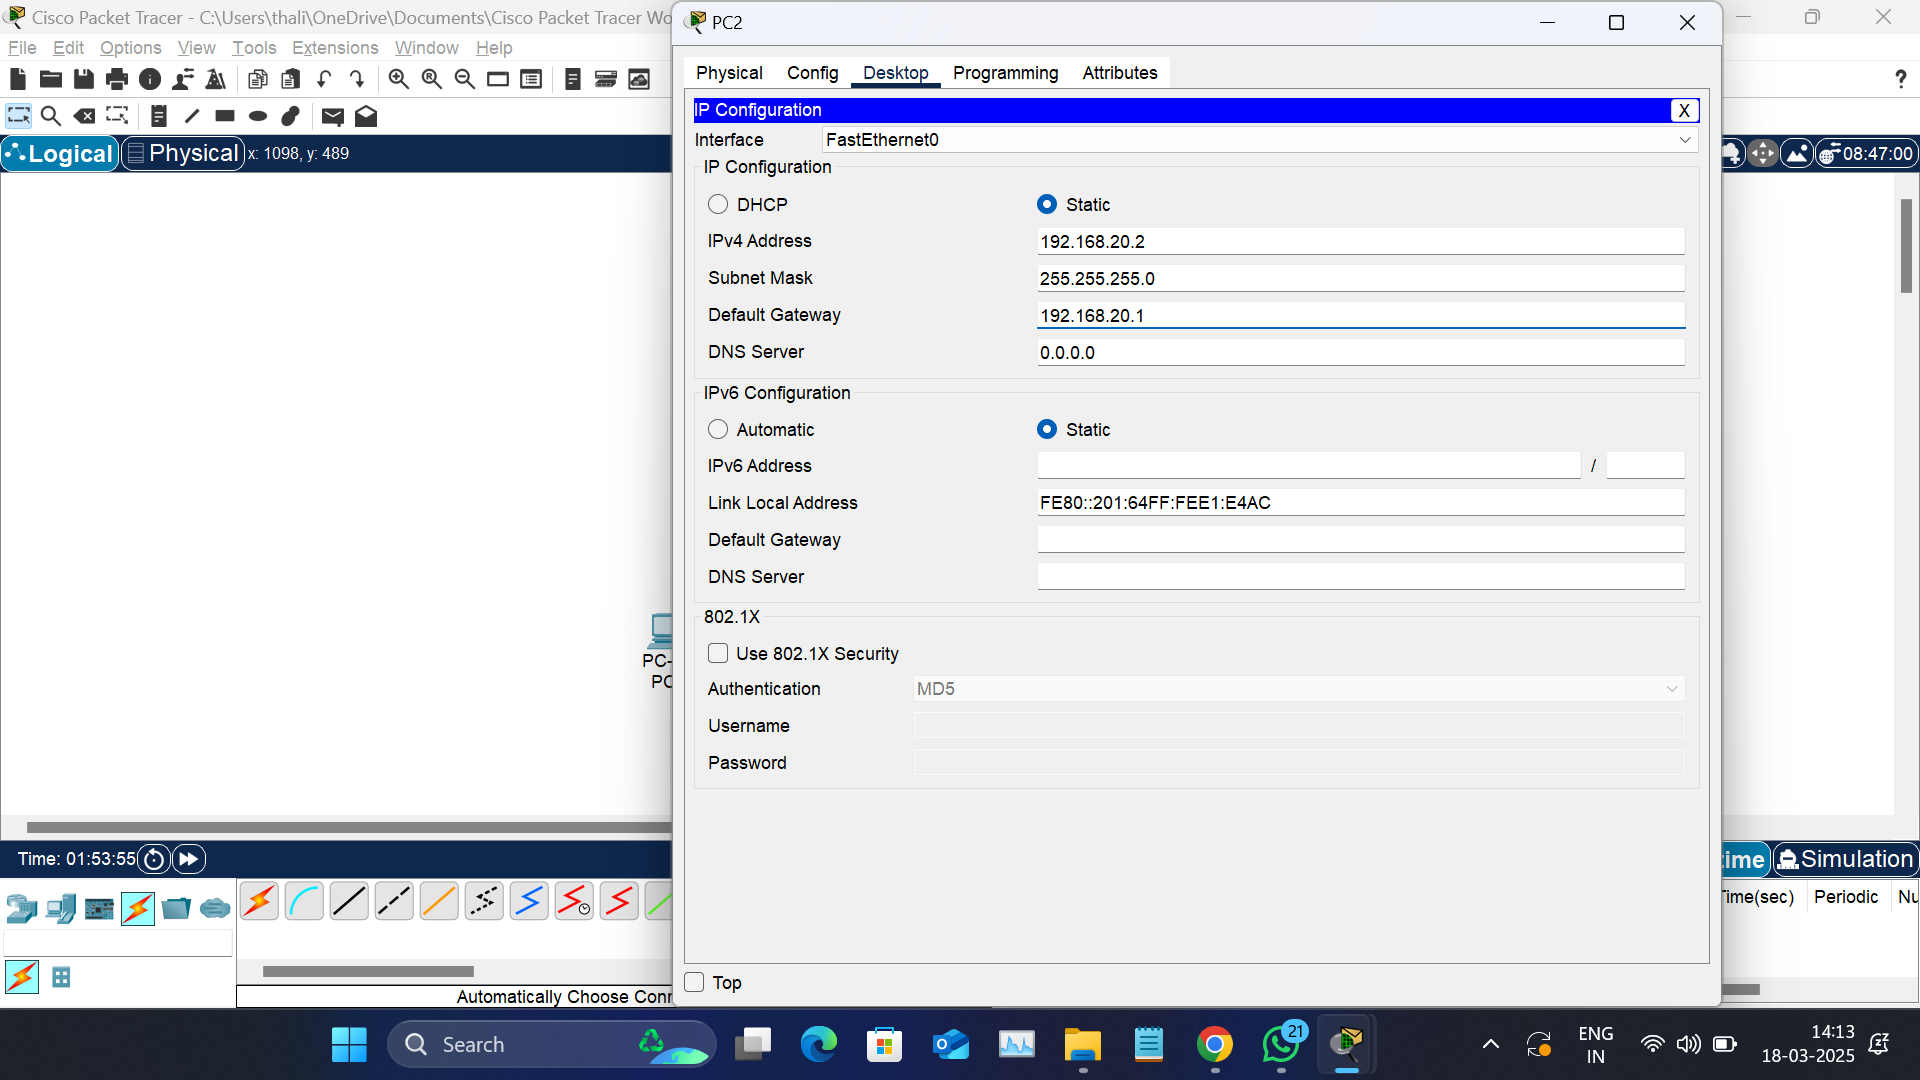 Cisco Packet Tracer - C:\Users\thali\OneDrive\Documents\Cisco Packet Tracer Wo
File Edit Options View Tools Extensions Window Help
Logical Physical x: 1098, y: 489
08:47:00
PC2
Physical Config Desktop Programming Attributes
IP Configuration X
Interface FastEthernet0
IP Configuration
DHCP Static
IPv4 Address 192.168.20.2
Subnet Mask 255.255.255.0
Default Gateway 192.168.20.1
DNS Server 0.0.0.0
IPv6 Configuration
Automatic Static
IPv6 Address /
Link Local Address FE80::201:64FF:FEE1:E4AC
Default Gateway
DNS Server
802.1X
Use 802.1X Security
Authentication MD5
Username
Password
Top
PC-
PC
Time: 01:53:55
ime Simulation
Time(sec) Periodic Nu
Automatically Choose Conn
Search
21
ENG
IN
14:13
18-03-2025